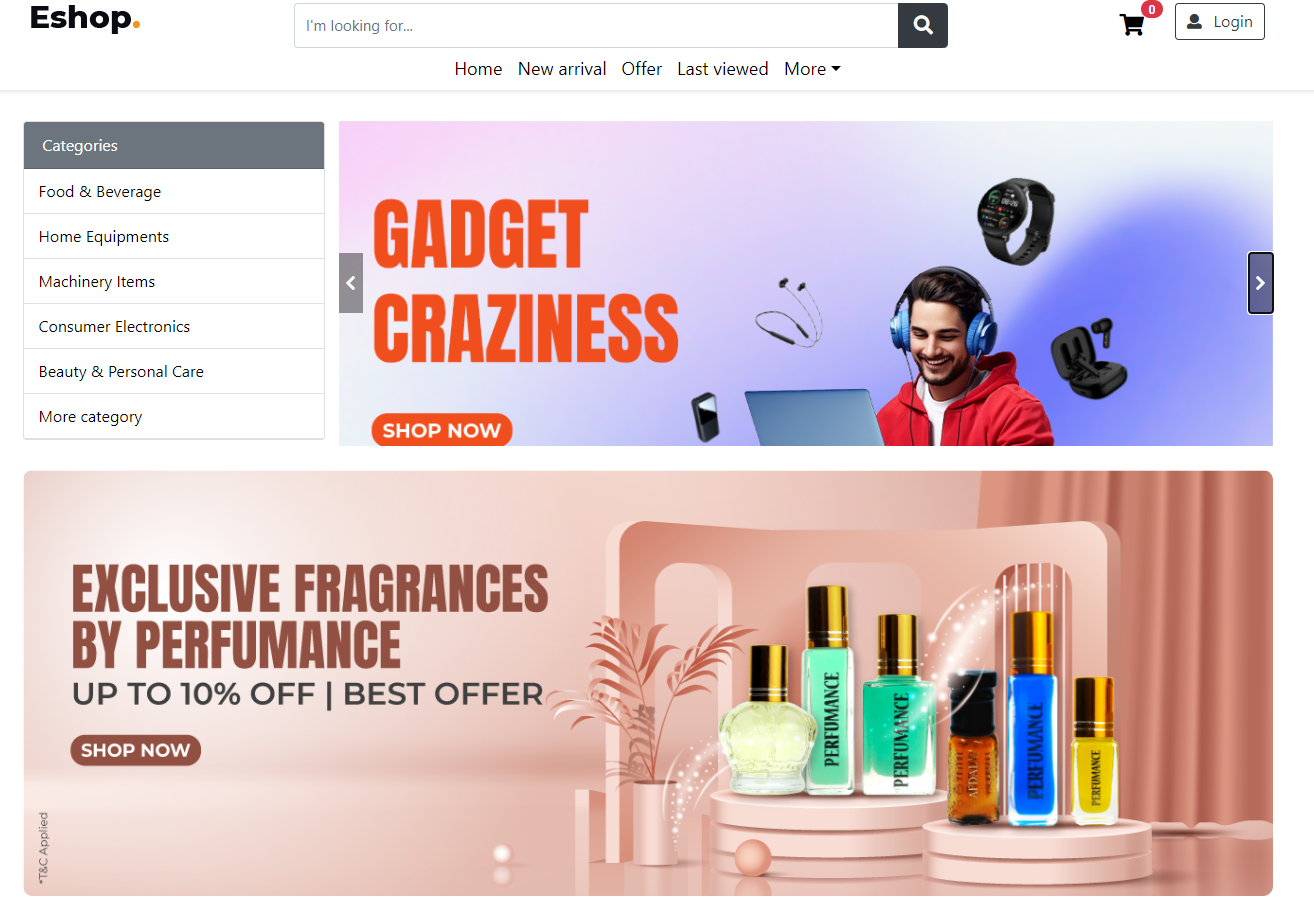 Eshop.
I'm looking for...
0
Login
Home New arrival Offer Last viewed More
Categories
Food & Beverage
Home Equipments
Machinery Items
Consumer Electronics
Beauty & Personal Care
More category
GADGET
CRAZINESS
SHOP NOW
EXCLUSIVE FRAGRANCES
BY PERFUMANCE
UP TO 10% OFF | BEST OFFER
SHOP NOW
*T&C Applied
PERFUMANCE
PERFUMANCE
PERFUMANCE
PERFUMANCE